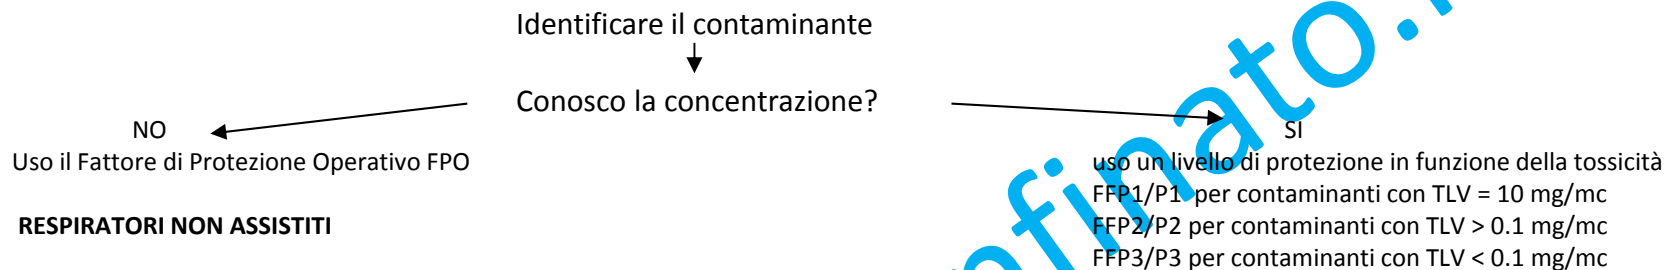 Identificare il contaminante
Conosco la concentrazione?
NO
Uso il Fattore di Protezione Operativo FPO
RESPIRATORI NON ASSISTITI
SI
uso un livello di protezione in funzione della tossicità
FFP1/P1 per contaminanti con TLV = 10 mg/mc
FFP2/P2 per contaminanti con TLV > 0.1 mg/mc
FFP3/P3 per contaminanti con TLV < 0.1 mg/mc